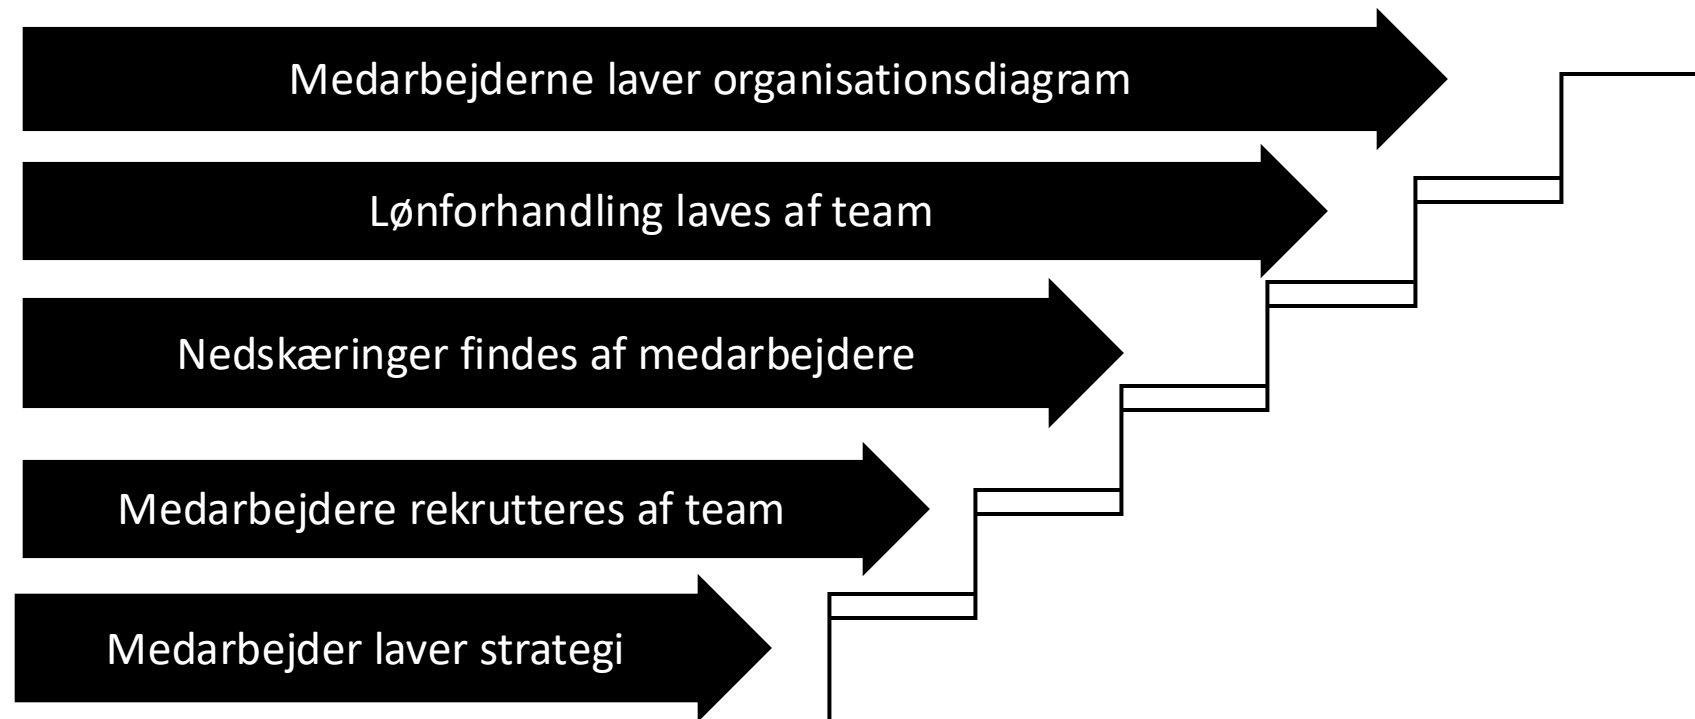 Medarbejderne laver organisationsdiagram
Lønforhandling laves af team
Nedskæringer findes af medarbejdere
Medarbejdere rekrutteres af team
Medarbejder laver strategi